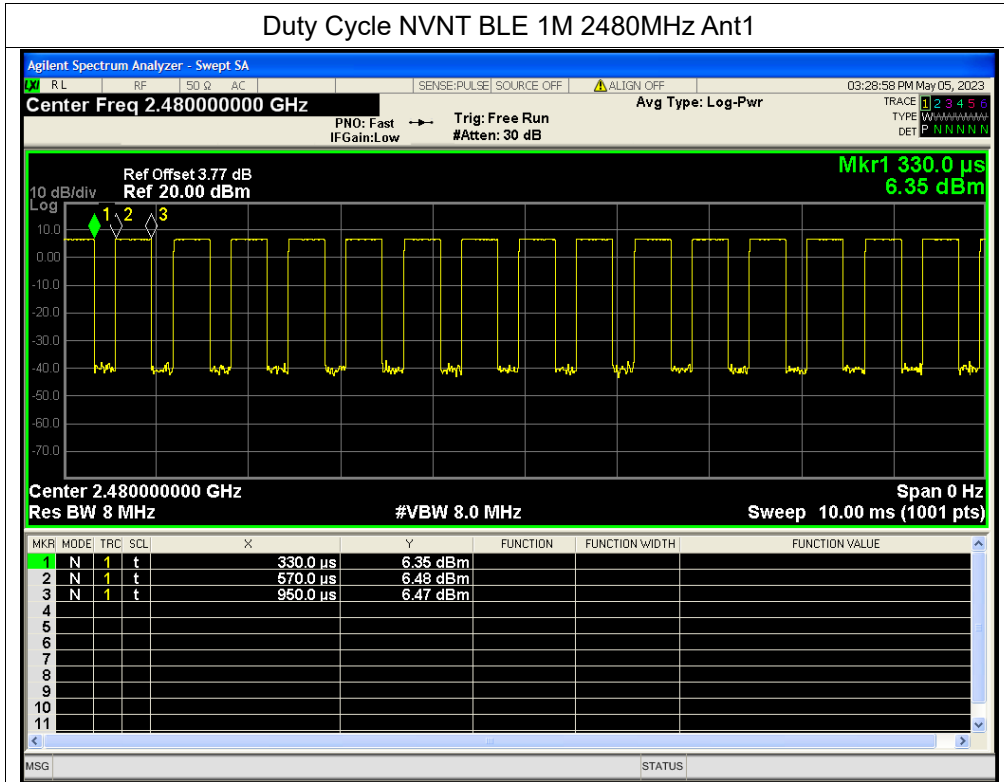 Duty Cycle NVNT BLE 1M 2480MHz Ant1
Agilent Spectrum Analyzer - Swept SA
LXI RL RF 50 Ω AC SENSE:PULSE SOURCE OFF ALIGN OFF 03:28:58 PM May 05, 2023
Center Freq 2.480000000 GHz Avg Type: Log-Pwr TRACE 1 2 3 4 5 6
PNO: Fast Trig: Free Run TYPE WWWWWW
IFGain:Low #Atten: 30 dB DET P N N N N N
Mkr1 330.0 µs
Ref Offset 3.77 dB
10 dB/div Ref 20.00 dBm 6.35 dBm
Log
1 2 3
10.0
0.00
-10.0
-20.0
-30.0
-40.0
-50.0
-60.0
-70.0
Center 2.480000000 GHz Span 0 Hz
Res BW 8 MHz #VBW 8.0 MHz Sweep 10.00 ms (1001 pts)
MKR MODE TRC SCL X Y FUNCTION FUNCTION WIDTH FUNCTION VALUE
1 N 1 t 330.0 µs 6.35 dBm
2 N 1 t 570.0 µs 6.48 dBm
3 N 1 t 950.0 µs 6.47 dBm
4
5
6
7
8
9
10
11
MSG STATUS